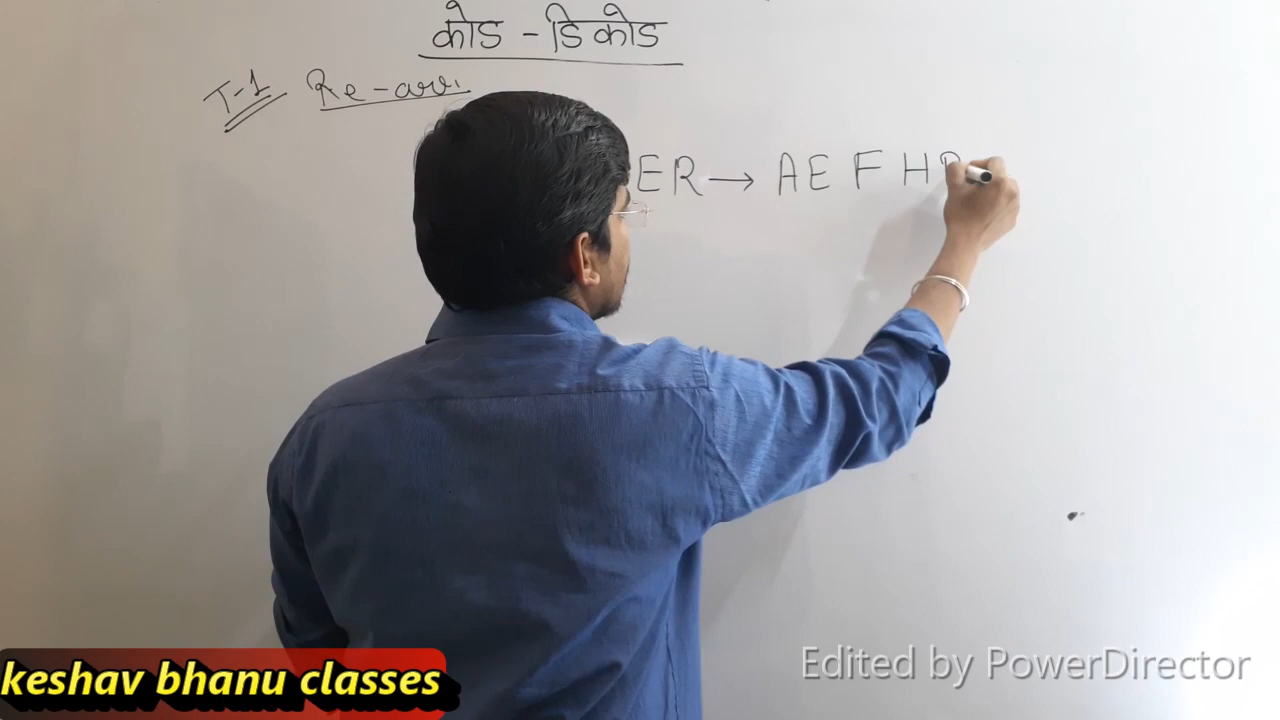 कोड - डिकोड
T-1 Re-arr.
ER → A E F H R
keshav bhanu classes
Edited by PowerDirector